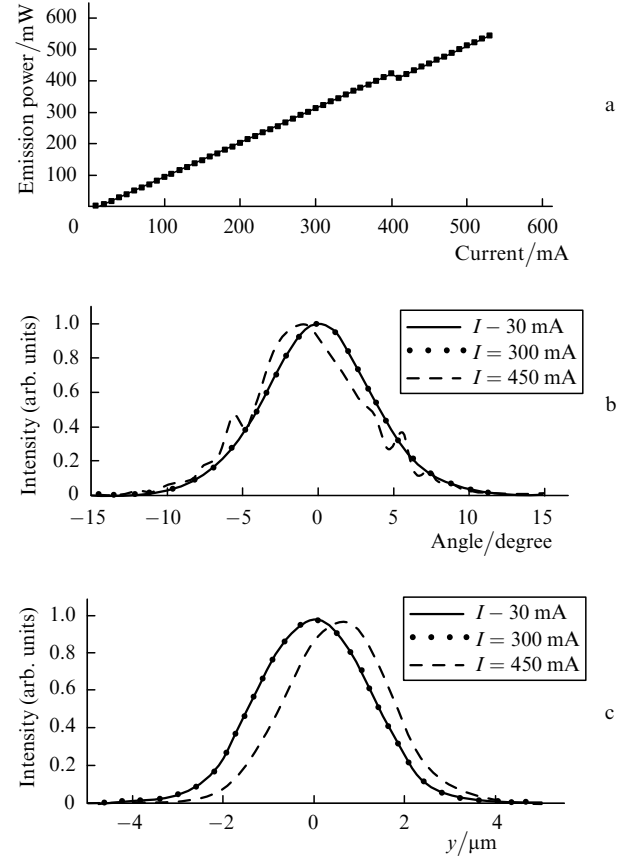 Emission power/mW
600
500
400
300
200
100
0
100
200
300
400
500
600
Current/mA
a
Intensity (arb. units)
1.0
0.8
0.6
0.4
0.2
0
−15
−10
−5
0
5
10
15
Angle/degree
I − 30 mA
I = 300 mA
I = 450 mA
b
Intensity (arb. units)
1.0
0.8
0.6
0.4
0.2
0
−4
−2
0
2
4
y/μm
I − 30 mA
I = 300 mA
I = 450 mA
c